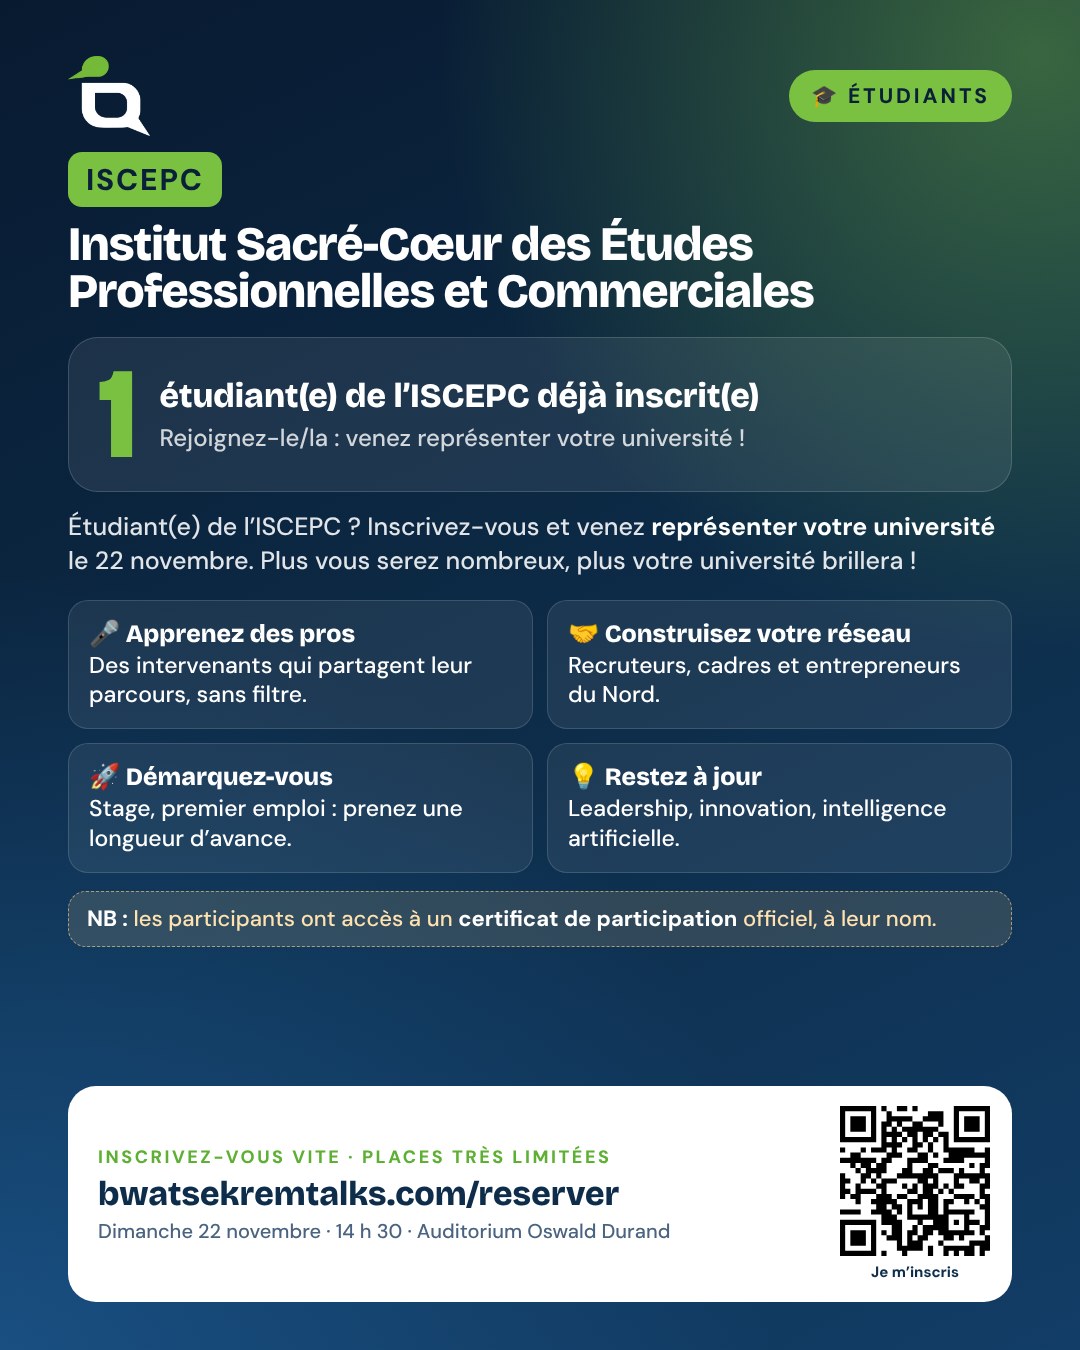 🎓 ÉTUDIANTS
ISCEPC
Institut Sacré-Cœur des Études
Professionnelles et Commerciales
1
étudiant(e) de l’ISCEPC déjà inscrit(e)
Rejoignez-le/la : venez représenter votre université !
Étudiant(e) de l’ISCEPC ? Inscrivez-vous et venez représenter votre université
le 22 novembre. Plus vous serez nombreux, plus votre université brillera !
🎤 Apprenez des pros
Des intervenants qui partagent leur
parcours, sans filtre.
🤝 Construisez votre réseau
Recruteurs, cadres et entrepreneurs
du Nord.
🚀 Démarquez-vous
Stage, premier emploi : prenez une
longueur d’avance.
💡 Restez à jour
Leadership, innovation, intelligence
artificielle.
NB : les participants ont accès à un certificat de participation officiel, à leur nom.
INSCRIVEZ-VOUS VITE · PLACES TRÈS LIMITÉES
bwatsekremtalks.com/reserver
Dimanche 22 novembre · 14 h 30 · Auditorium Oswald Durand
Je m’inscris